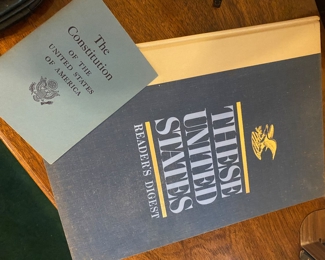 The
Constitution
OF THE
UNITED STATES
OF AMERICA
THESE
UNITED
STATES
READER'S DIGEST